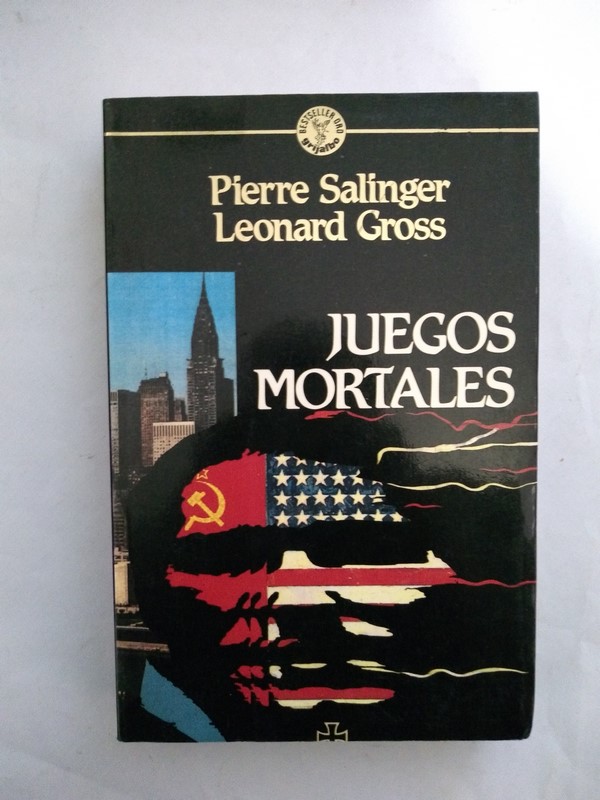 BESTSELLER ORO
grijalbo
Pierre Salinger
Leonard Gross
JUEGOS
MORTALES